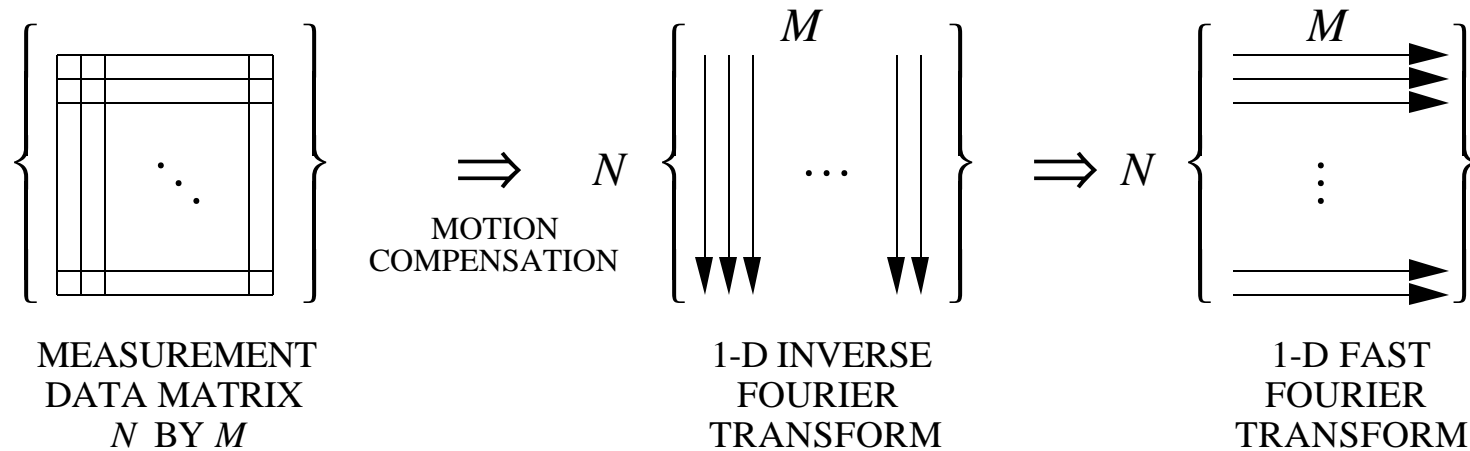 MEASUREMENT
DATA MATRIX
N BY M
⇒
MOTION
COMPENSATION
M
N
...
1-D INVERSE
FOURIER
TRANSFORM
⇒
M
N
1-D FAST
FOURIER
TRANSFORM